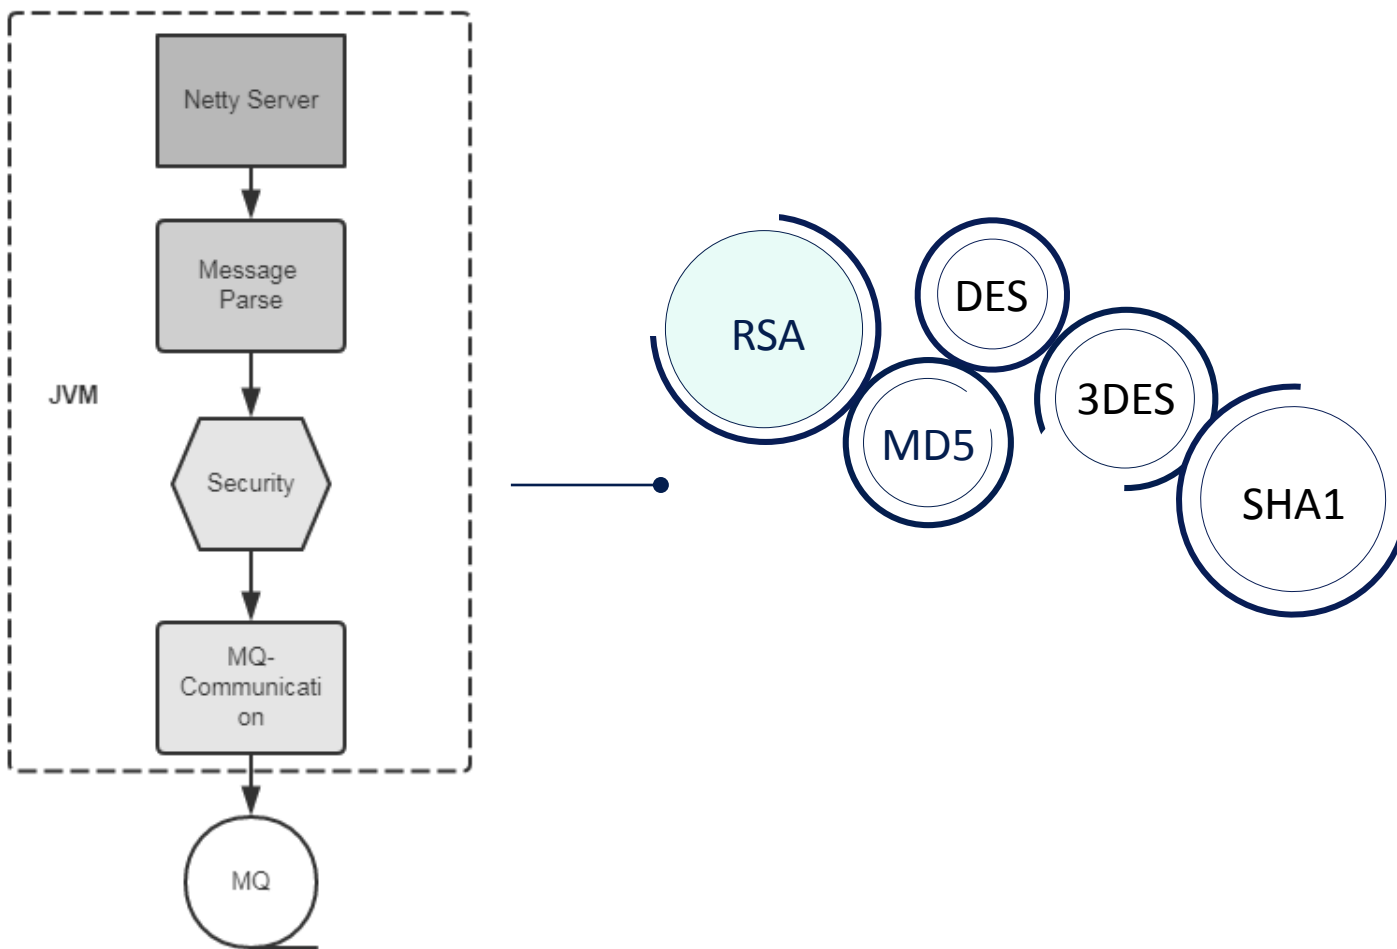 Netty Server
Message
Parse
JVM
Security
MQ-
Communicati
on
MQ
RSA
DES
MD5
3DES
SHA1